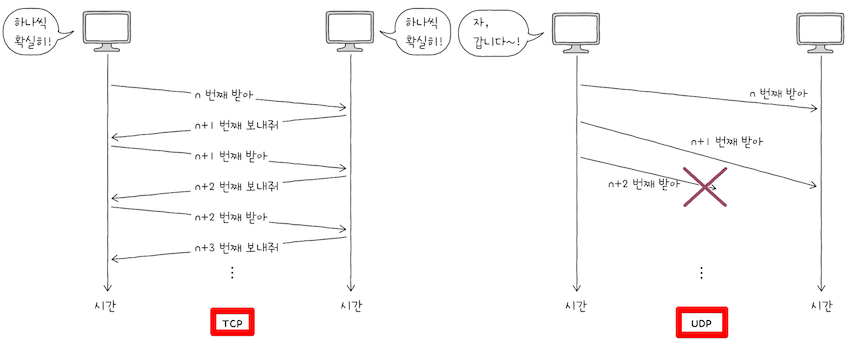 하나씩
확실히!
하나씩
확실히!
n 번째 받아
n+1 번째 보내줘
n+1 번째 받아
n+2 번째 보내줘
n+2 번째 받아
n+3 번째 보내줘
시간
시간
TCP
자,
갑니다~!
n 번째 받아
n+1 번째 받아
n+2 번째 받아
시간
시간
UDP